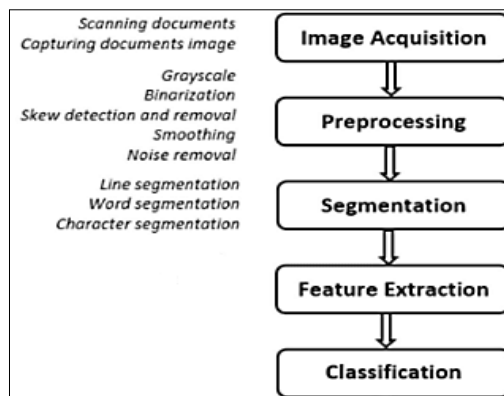 Scanning documents
Capturing documents image
Image Acquisition
Grayscale
Binarization
Skew detection and removal
Smoothing
Noise removal
Preprocessing
Line segmentation
Word segmentation
Character segmentation
Segmentation
Feature Extraction
Classification